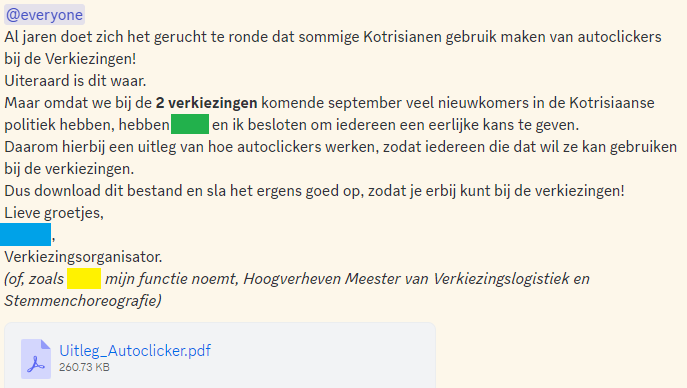 @everyone
Al jaren doet zich het gerucht te ronde dat sommige Kotrisianen gebruik maken van autoclickers
bij de Verkiezingen!
Uiteraard is dit waar.
Maar omdat we bij de 2 verkiezingen komende september veel nieuwkomers in de Kotrisiaanse
politiek hebben, hebben en ik besloten om iedereen een eerlijke kans te geven.
Daarom hierbij een uitleg van hoe autoclickers werken, zodat iedereen die dat wil ze kan gebruiken
bij de verkiezingen.
Dus download dit bestand en sla het ergens goed op, zodat je erbij kunt bij de verkiezingen!
Lieve groetjes,
,
Verkiezingsorganisator.
(of, zoals mijn functie noemt, Hoogverheven Meester van Verkiezingslogistiek en
Stemmenchoreografie)
Uitleg_Autoclicker.pdf
260.73 KB